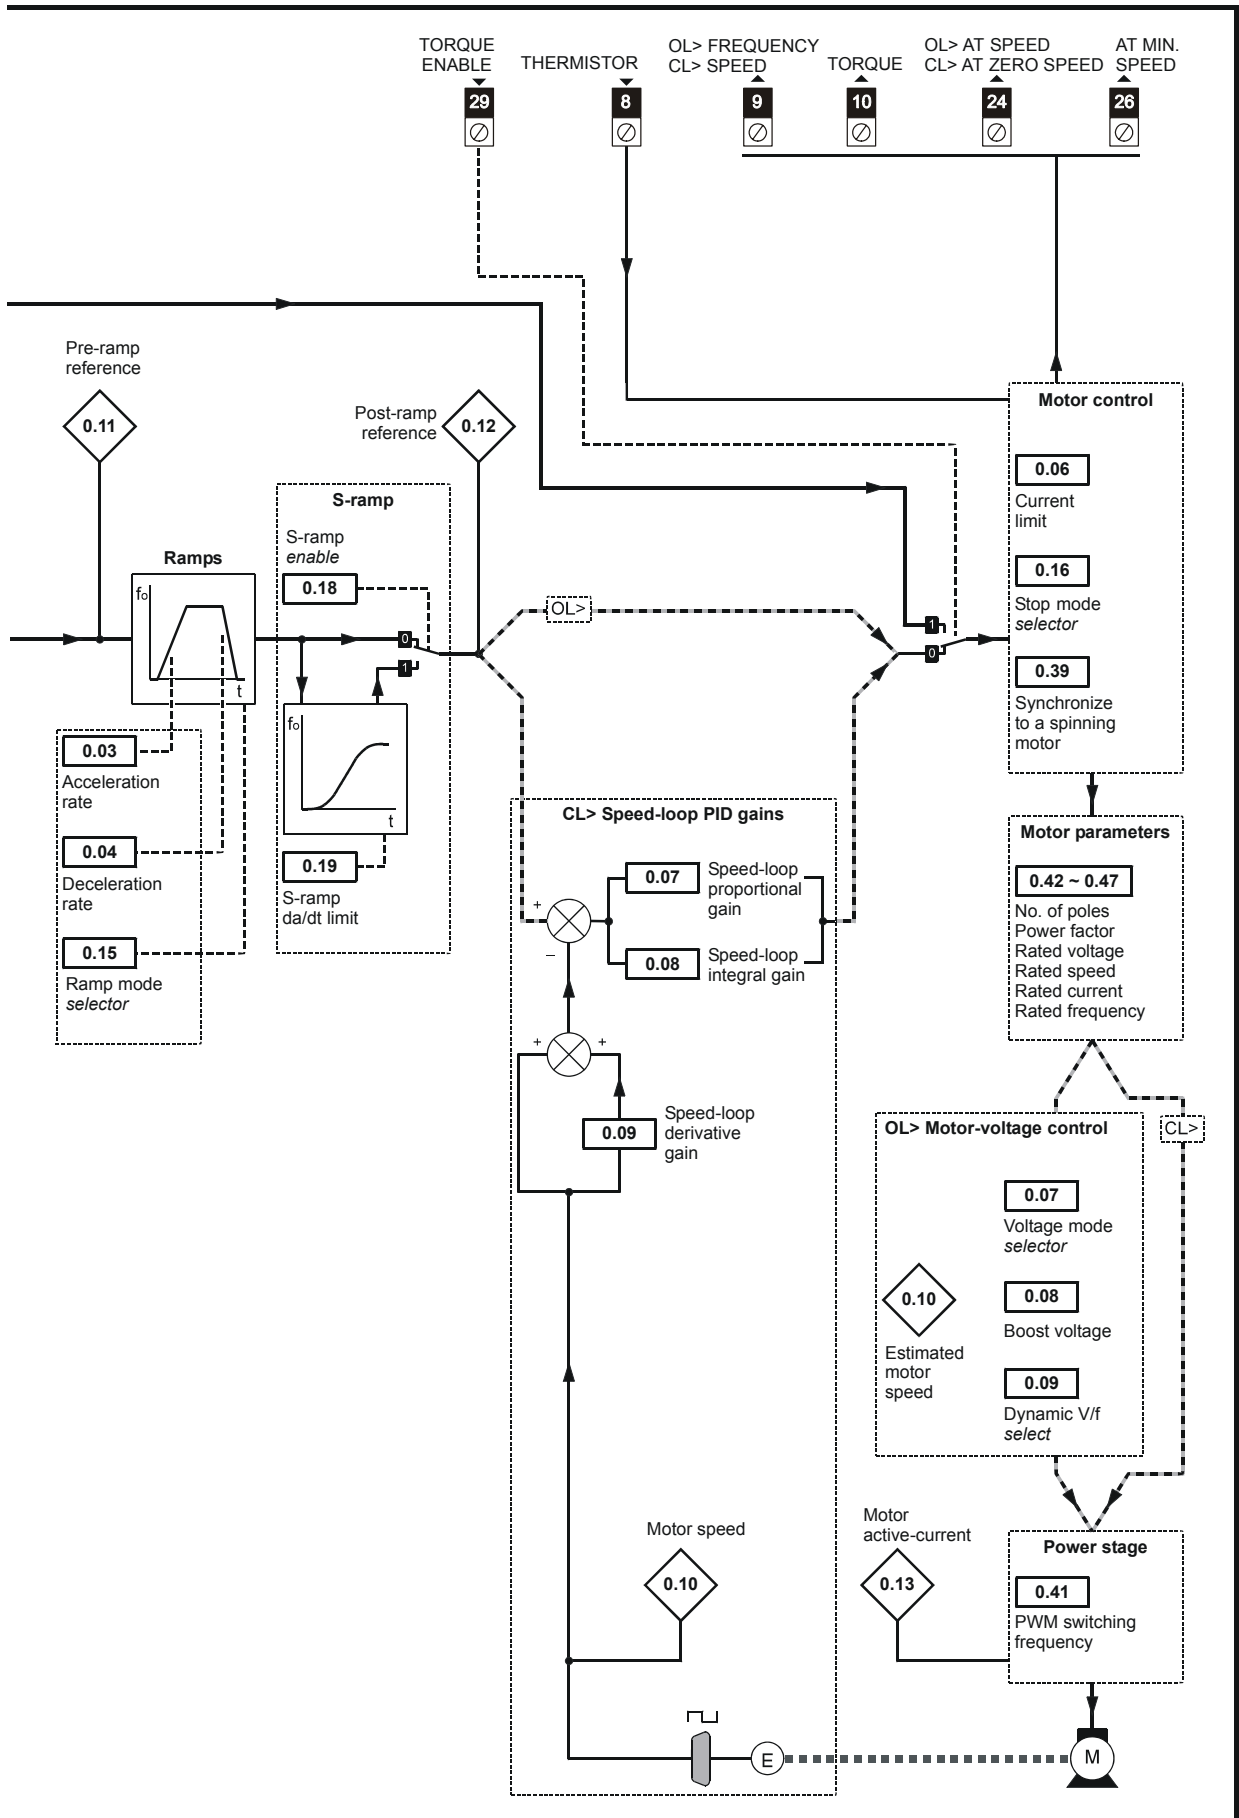 TORQUE
ENABLE
THERMISTOR
OL> FREQUENCY
CL> SPEED
TORQUE
OL> AT SPEED
CL> AT ZERO SPEED
AT MIN.
SPEED
29
8
9
10
24
26
Pre-ramp
reference
0.11
Post-ramp
reference
0.12
Motor control
0.06
Current
limit
0.16
Stop mode
selector
0.39
Synchronize
to a spinning
motor
S-ramp
S-ramp
enable
0.18
Ramps
fo
t
0
1
fo
t
0.19
S-ramp
da/dt limit
OL>
1
0
0.03
Acceleration
rate
0.04
Deceleration
rate
0.15
Ramp mode
selector
CL> Speed-loop PID gains
0.07
Speed-loop
proportional
gain
+
–
0.08
Speed-loop
integral gain
+
+
0.09
Speed-loop
derivative
gain
Motor parameters
0.42 ~ 0.47
No. of poles
Power factor
Rated voltage
Rated speed
Rated current
Rated frequency
OL> Motor-voltage control
CL>
0.07
Voltage mode
selector
0.10
Estimated
motor
speed
0.08
Boost voltage
0.09
Dynamic V/f
select
Motor speed
0.10
Motor
active-current
0.13
Power stage
0.41
PWM switching
frequency
E
M